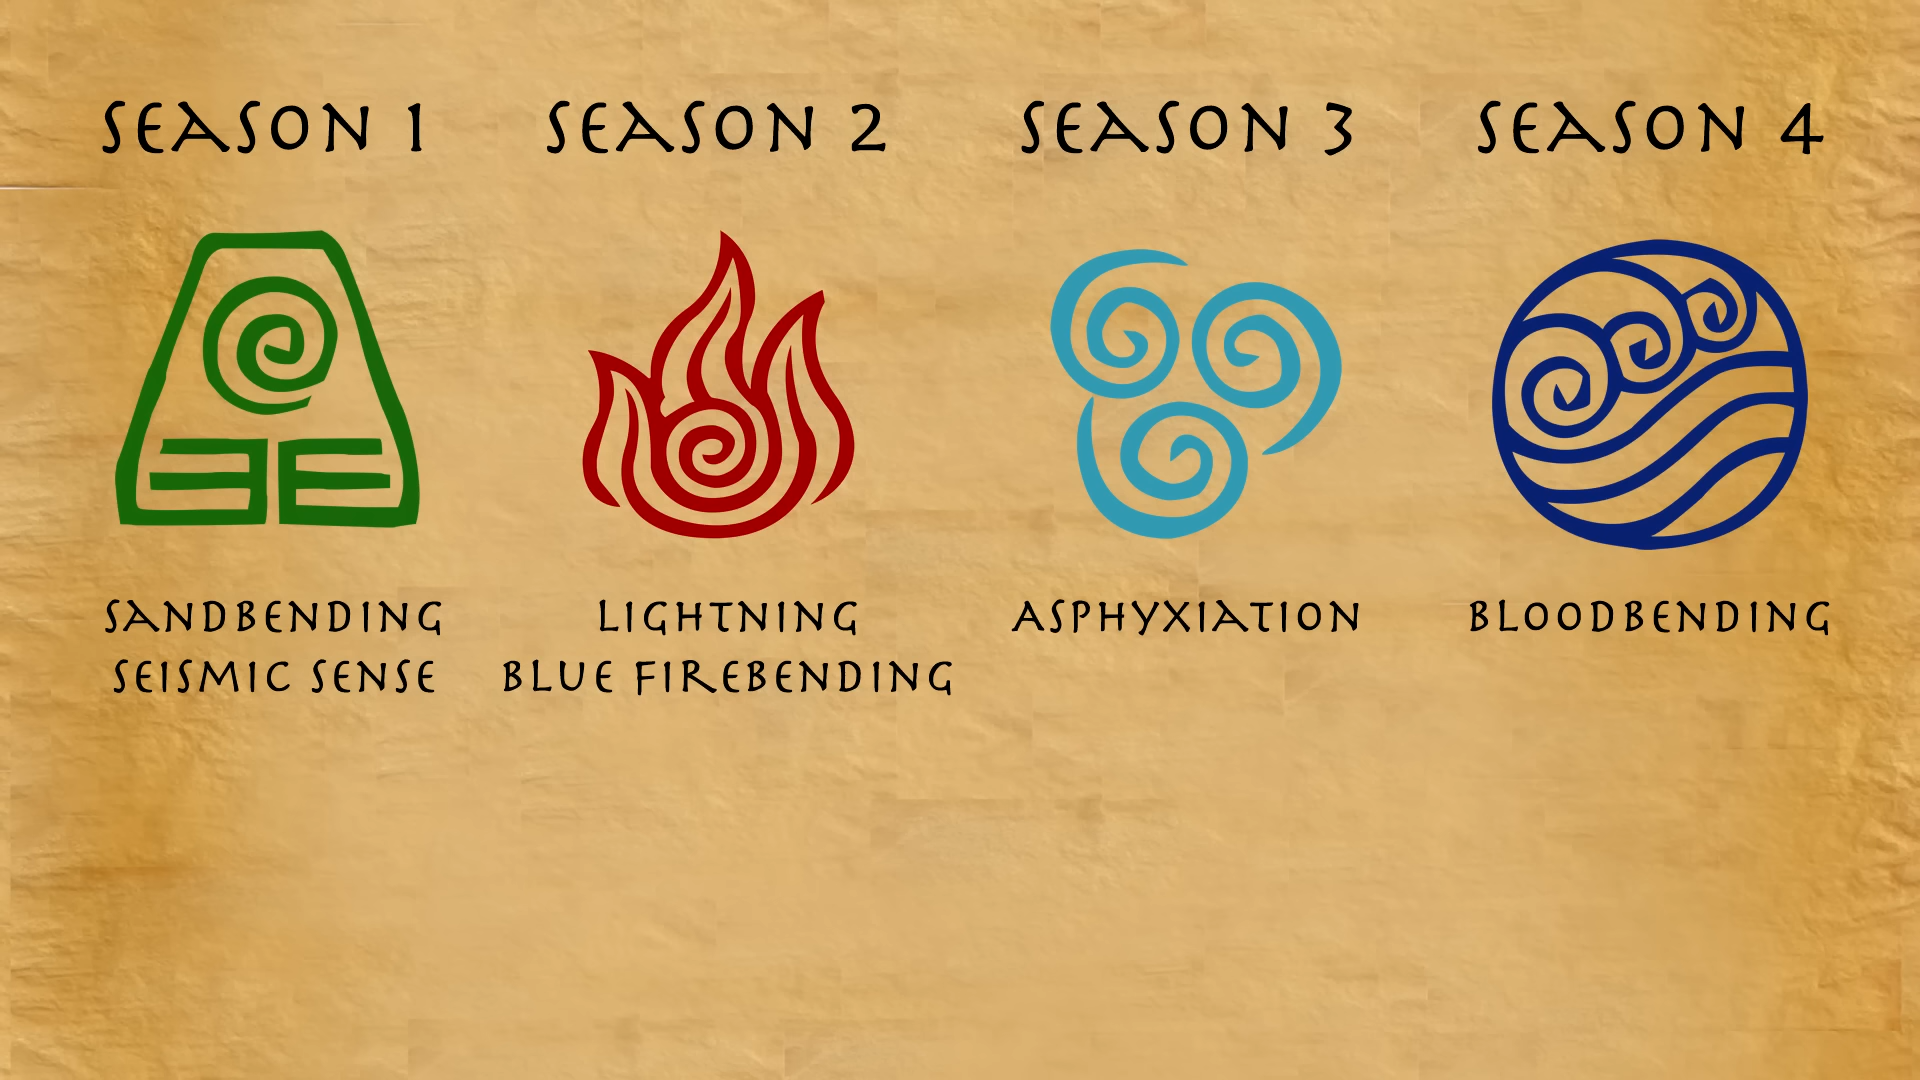 SEASON 1
SANDBENDING
SEISMIC SENSE
SEASON 2
LIGHTNING
BLUE FIREBENDING
SEASON 3
ASPHYXIATION
SEASON 4
BLOODBENDING